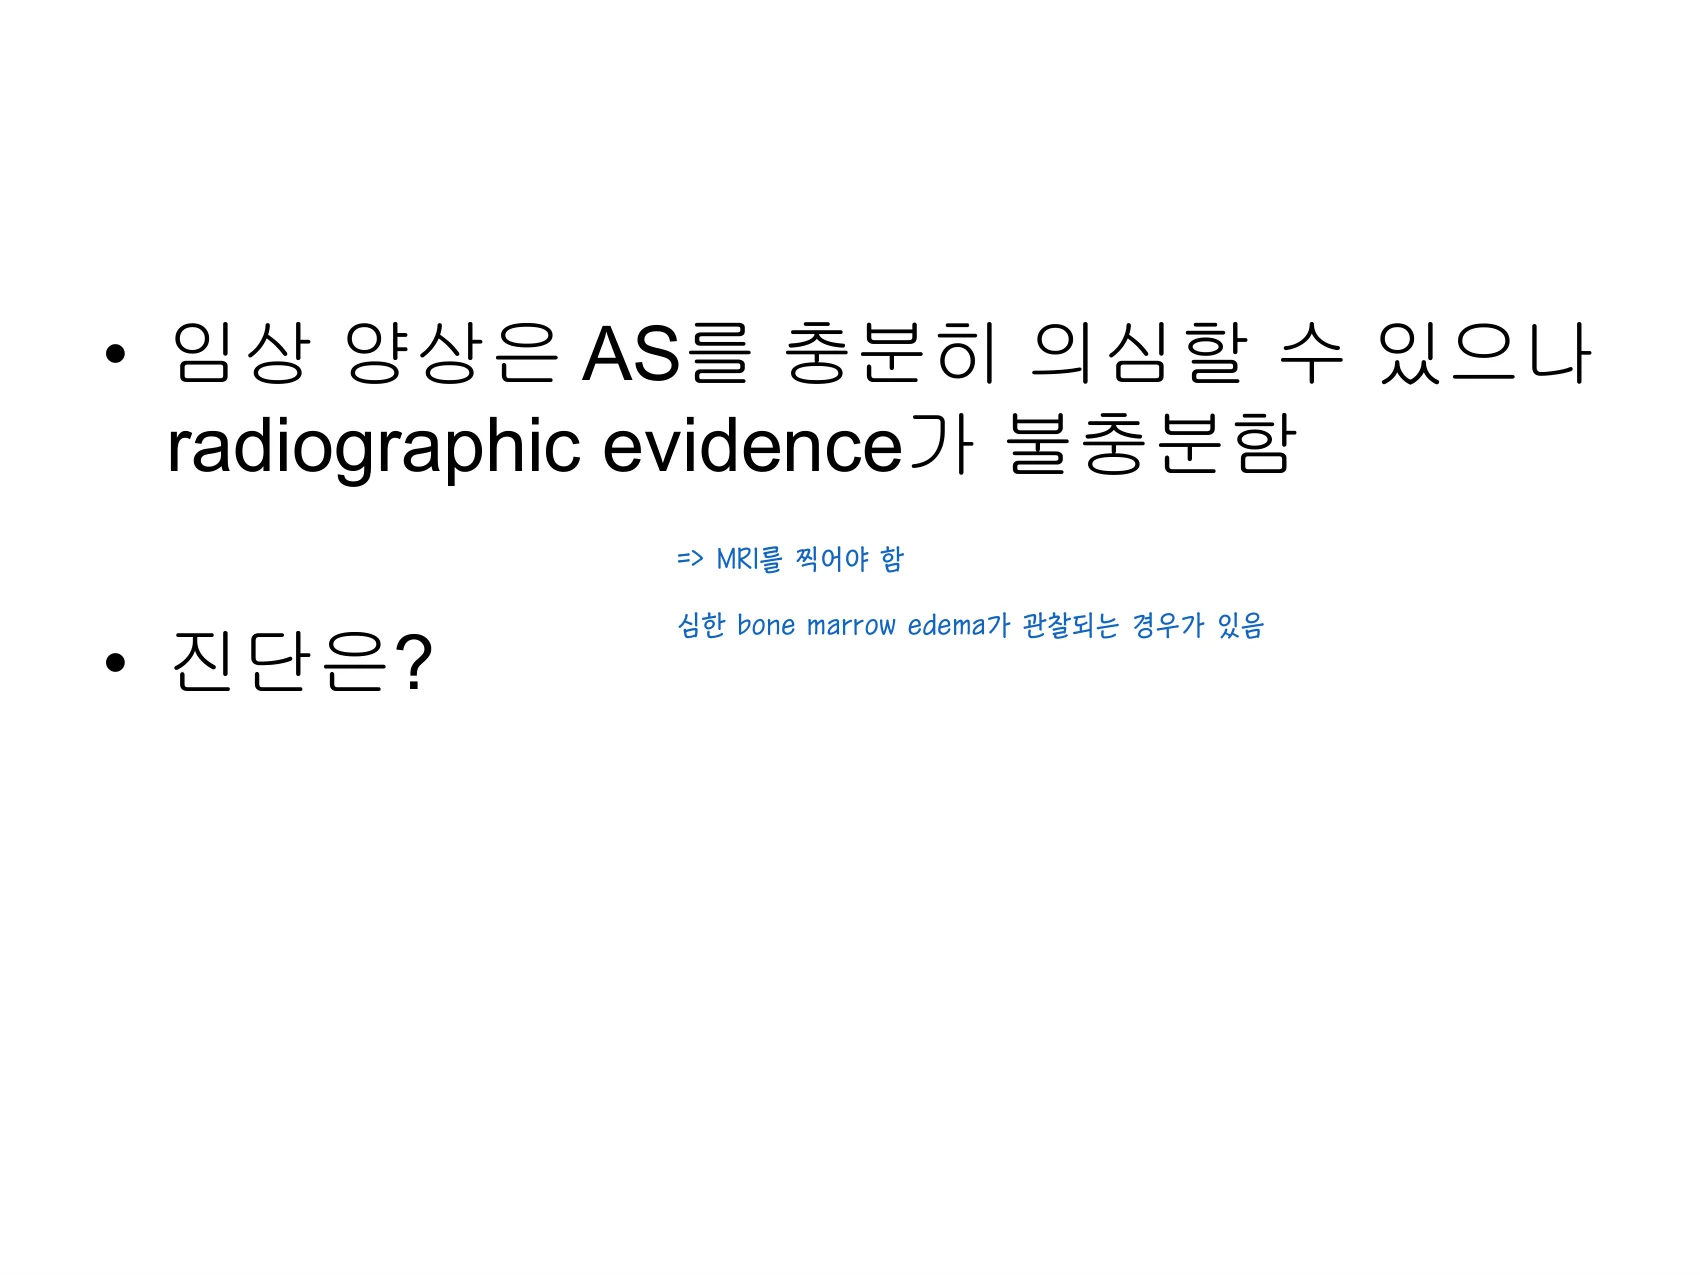 • 임상 양상은 AS를 충분히 의심할 수 있으나
radiographic evidence가 불충분함
=> MRI를 찍어야 함
심한 bone marrow edema가 관찰되는 경우가 있음
• 진단은?